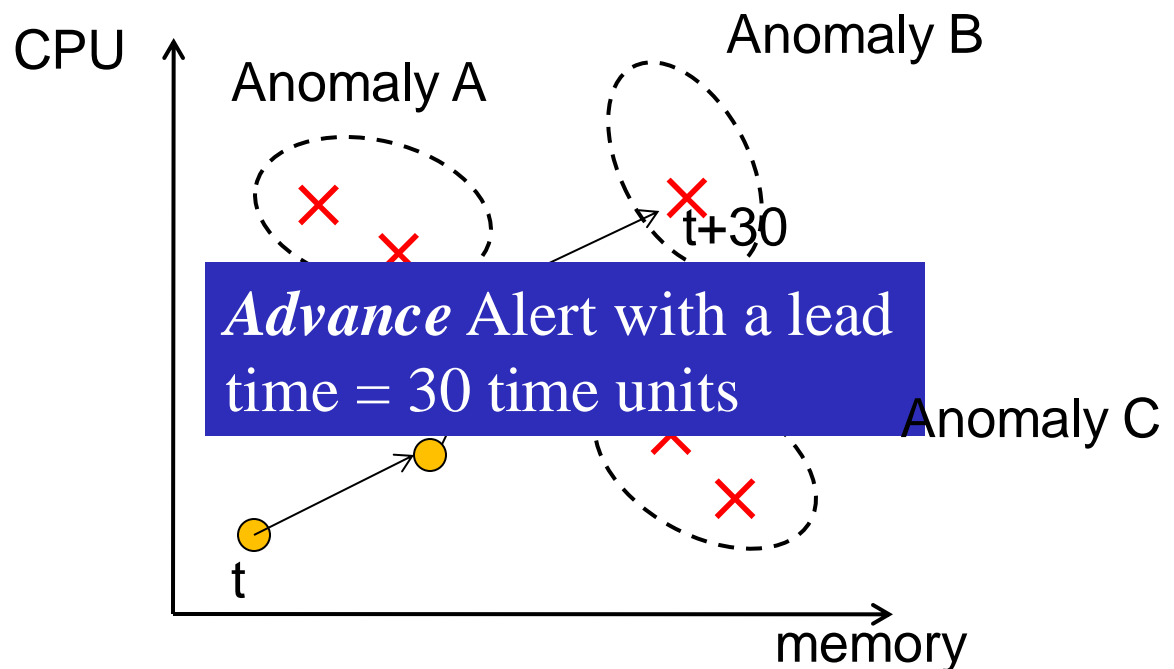 CPU
Anomaly B
Anomaly A
t+30
Advance Alert with a lead
time = 30 time units
Anomaly C
t
memory